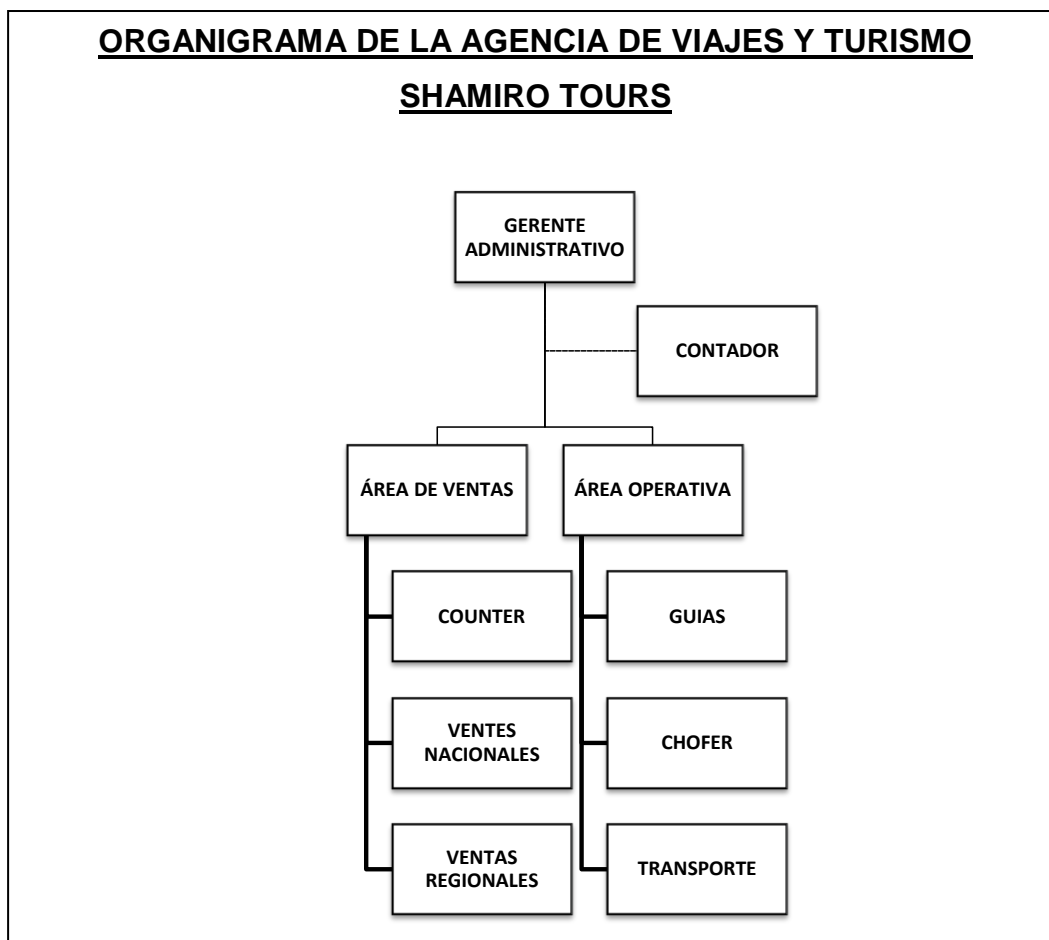 ORGANIGRAMA DE LA AGENCIA DE VIAJES Y TURISMO
SHAMIRO TOURS
GERENTE
ADMINISTRATIVO
CONTADOR
ÁREA DE VENTAS
ÁREA OPERATIVA
COUNTER
GUIAS
VENTES
NACIONALES
CHOFER
VENTAS
REGIONALES
TRANSPORTE